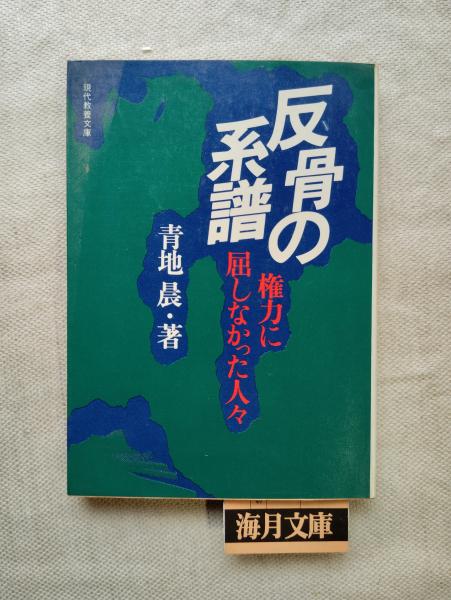 現代教養文庫
反骨の
系譜
権力に
屈しなかった人々
青地 晨・著
海月文庫